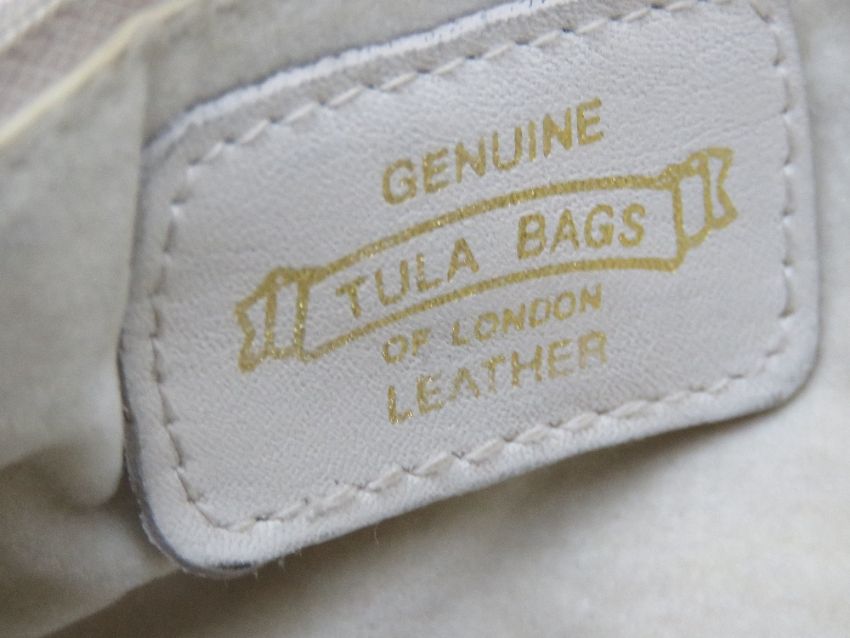 GENUINE
TULA BAGS
OF LONDON
LEATHER